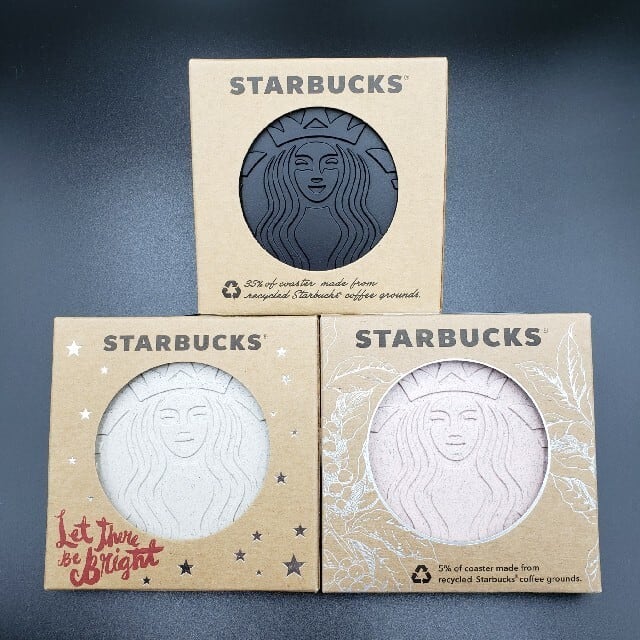 STARBUCKS®
35% of coaster made from
recycled Starbucks® coffee grounds.
STARBUCKS®
Let there
Be Bright
STARBUCKS®
5% of coaster made from
recycled Starbucks® coffee grounds.